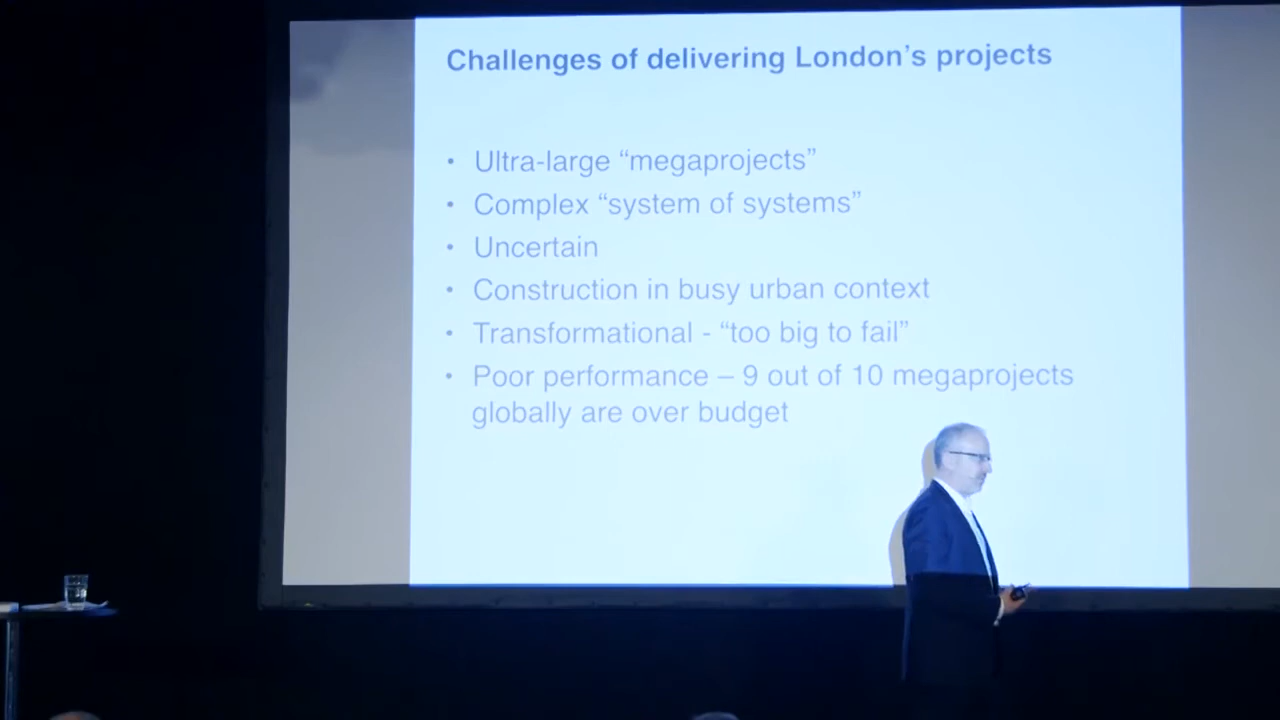 Challenges of delivering London’s projects
• Ultra-large “megaprojects”
• Complex “system of systems”
• Uncertain
• Construction in busy urban context
• Transformational - “too big to fail”
• Poor performance – 9 out of 10 megaprojects
globally are over budget